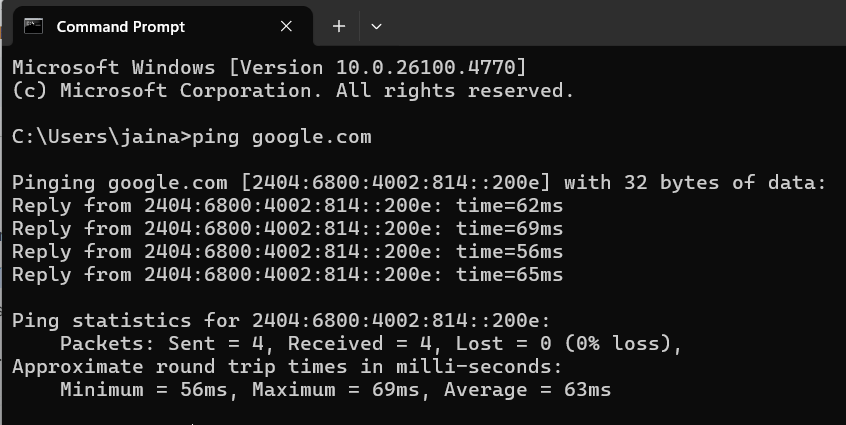 Command Prompt
Microsoft Windows [Version 10.0.26100.4770]
(c) Microsoft Corporation. All rights reserved.
C:\Users\jaina>ping google.com
Pinging google.com [2404:6800:4002:814::200e] with 32 bytes of data:
Reply from 2404:6800:4002:814::200e: time=62ms
Reply from 2404:6800:4002:814::200e: time=69ms
Reply from 2404:6800:4002:814::200e: time=56ms
Reply from 2404:6800:4002:814::200e: time=65ms
Ping statistics for 2404:6800:4002:814::200e:
    Packets: Sent = 4, Received = 4, Lost = 0 (0% loss),
Approximate round trip times in milli-seconds:
    Minimum = 56ms, Maximum = 69ms, Average = 63ms